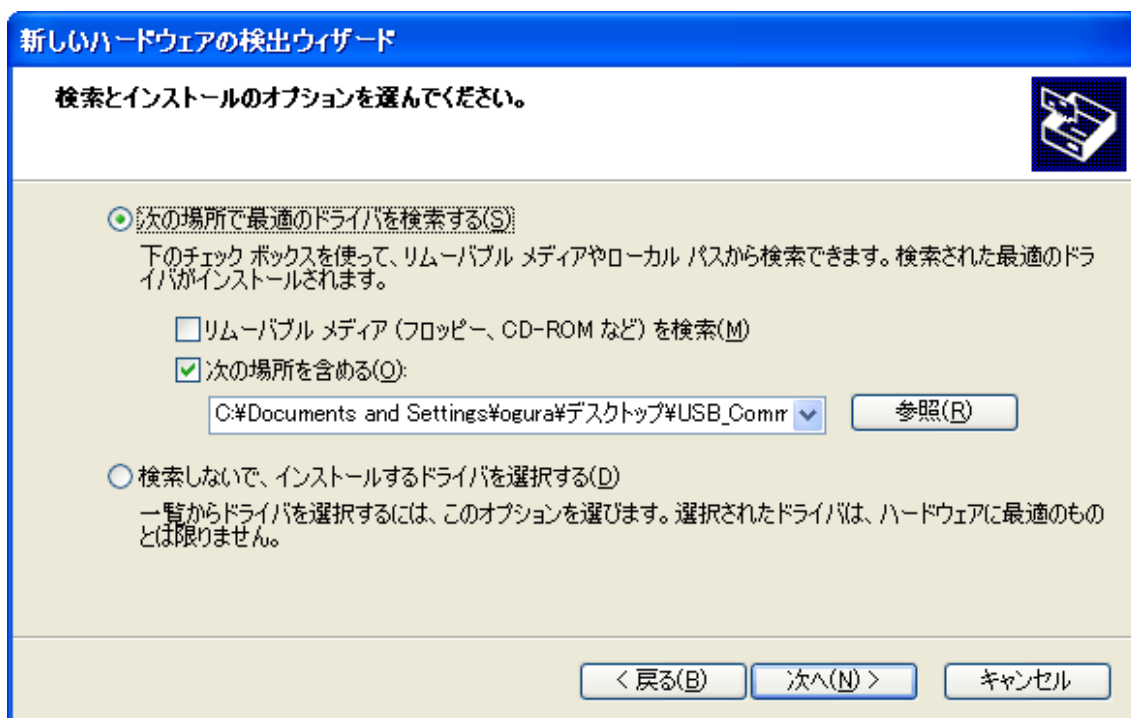 新しいハードウェアの検出ウィザード
検索とインストールのオプションを選んでください。
次の場所で最適のドライバを検索する(S)
下のチェック ボックスを使って、リムーバブル メディアやローカル パスから検索できます。検索された最適のドラ
イバがインストールされます。
リムーバブル メディア (フロッピー、CD-ROM など) を検索(M)
次の場所を含める(O):
C:¥Documents and Settings¥ogura¥デスクトップ¥USB_Comm
参照(R)
検索しないで、インストールするドライバを選択する(D)
一覧からドライバを選択するには、このオプションを選びます。選択されたドライバは、ハードウェアに最適のもの
とは限りません。
< 戻る(B) 次へ(N) > キャンセル